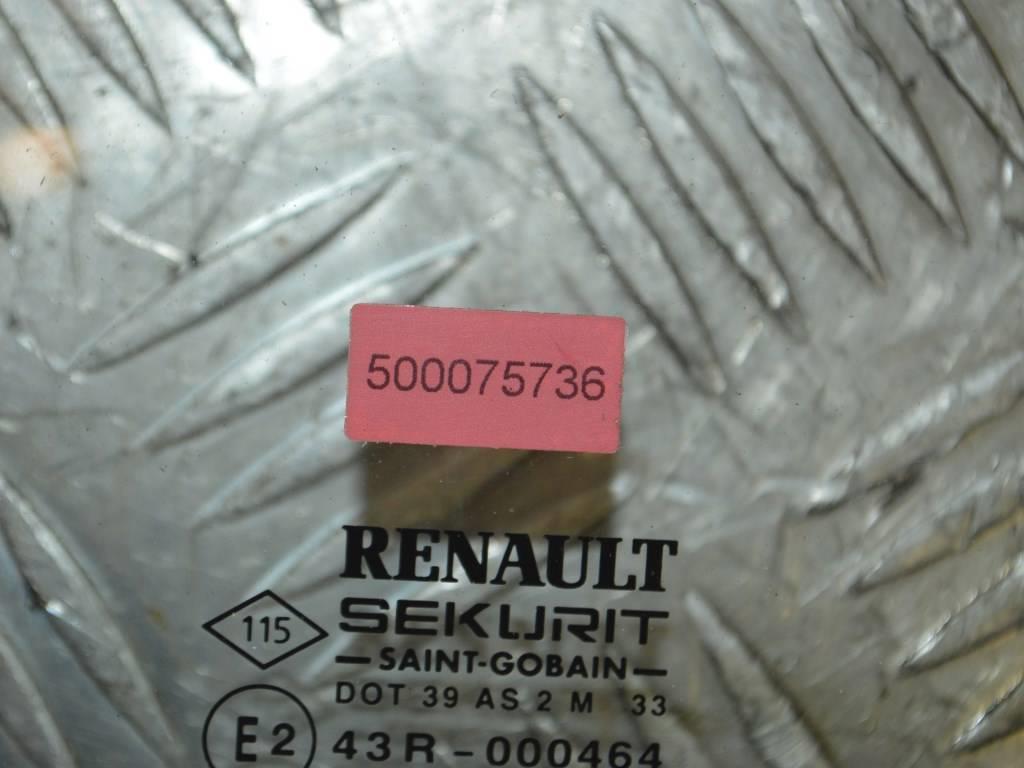 500075736
RENAULT
115 SEKURIT
SAINT-GOBAIN
DOT 39 AS 2 M 33
E2 43R-000464